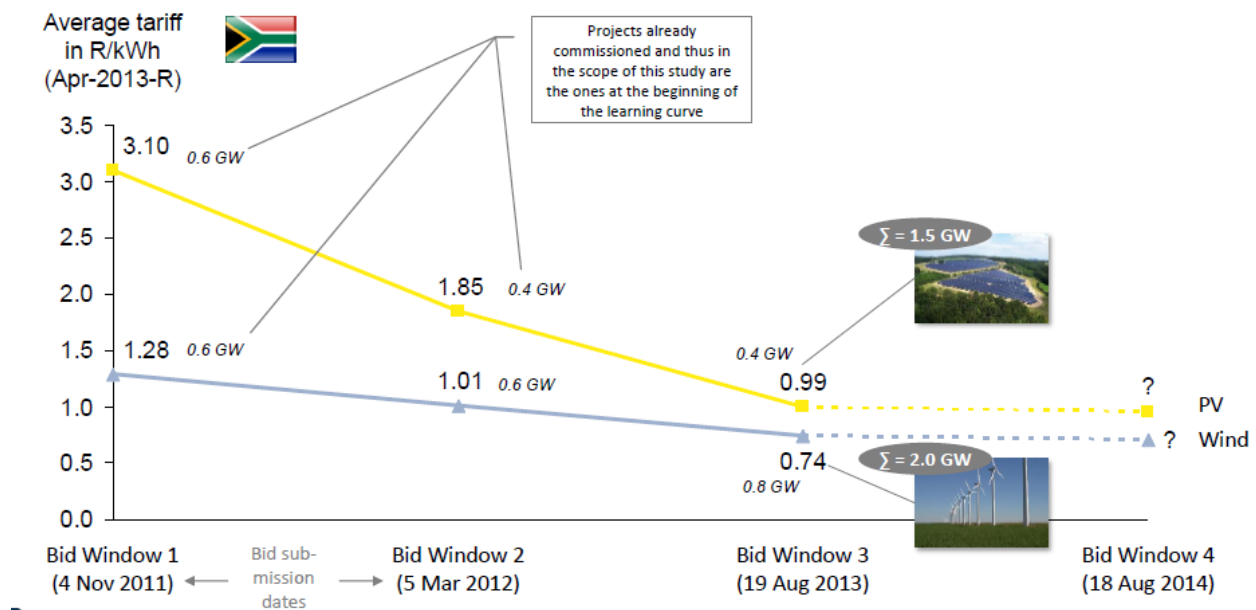 Average tariff
in R/kWh
(Apr-2013-R)
Projects already
commissioned and thus in
the scope of this study are
the ones at the beginning of
the learning curve
3.5
3.10
0.6 GW
3.0
2.5
∑ = 1.5 GW
2.0
1.85
0.4 GW
1.5
1.28
0.6 GW
1.01
0.6 GW
0.4 GW
0.99
?
1.0
PV
? Wind
0.5
0.74
∑ = 2.0 GW
0.8 GW
0.0
Bid Window 1
(4 Nov 2011)
Bid sub-
mission
dates
Bid Window 2
(5 Mar 2012)
Bid Window 3
(19 Aug 2013)
Bid Window 4
(18 Aug 2014)